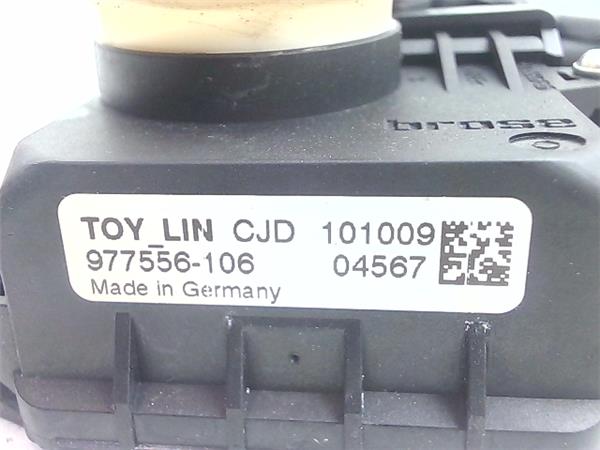 brose
TOY_LIN CJD 101009
977556-106 04567
Made in Germany